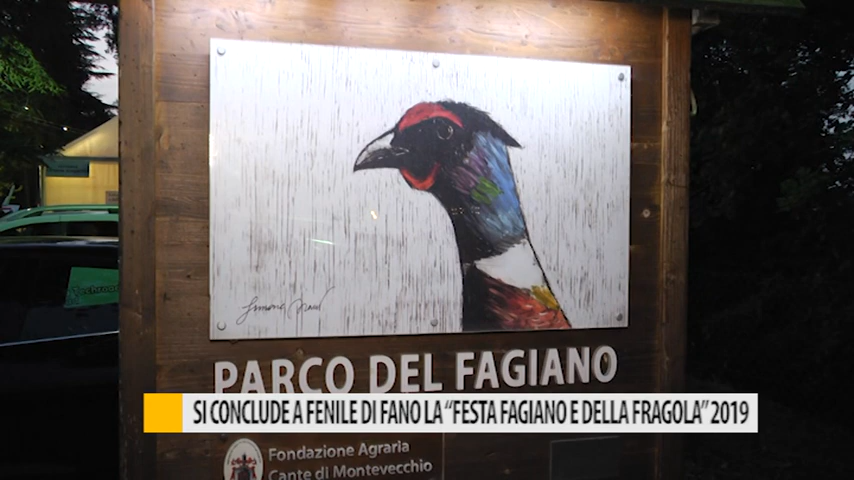 PARCO DEL FAGIANO
SI CONCLUDE A FENILE DI FANO LA “FESTA FAGIANO E DELLA FRAGOLA” 2019
Fondazione Agraria
Cante di Montevecchio